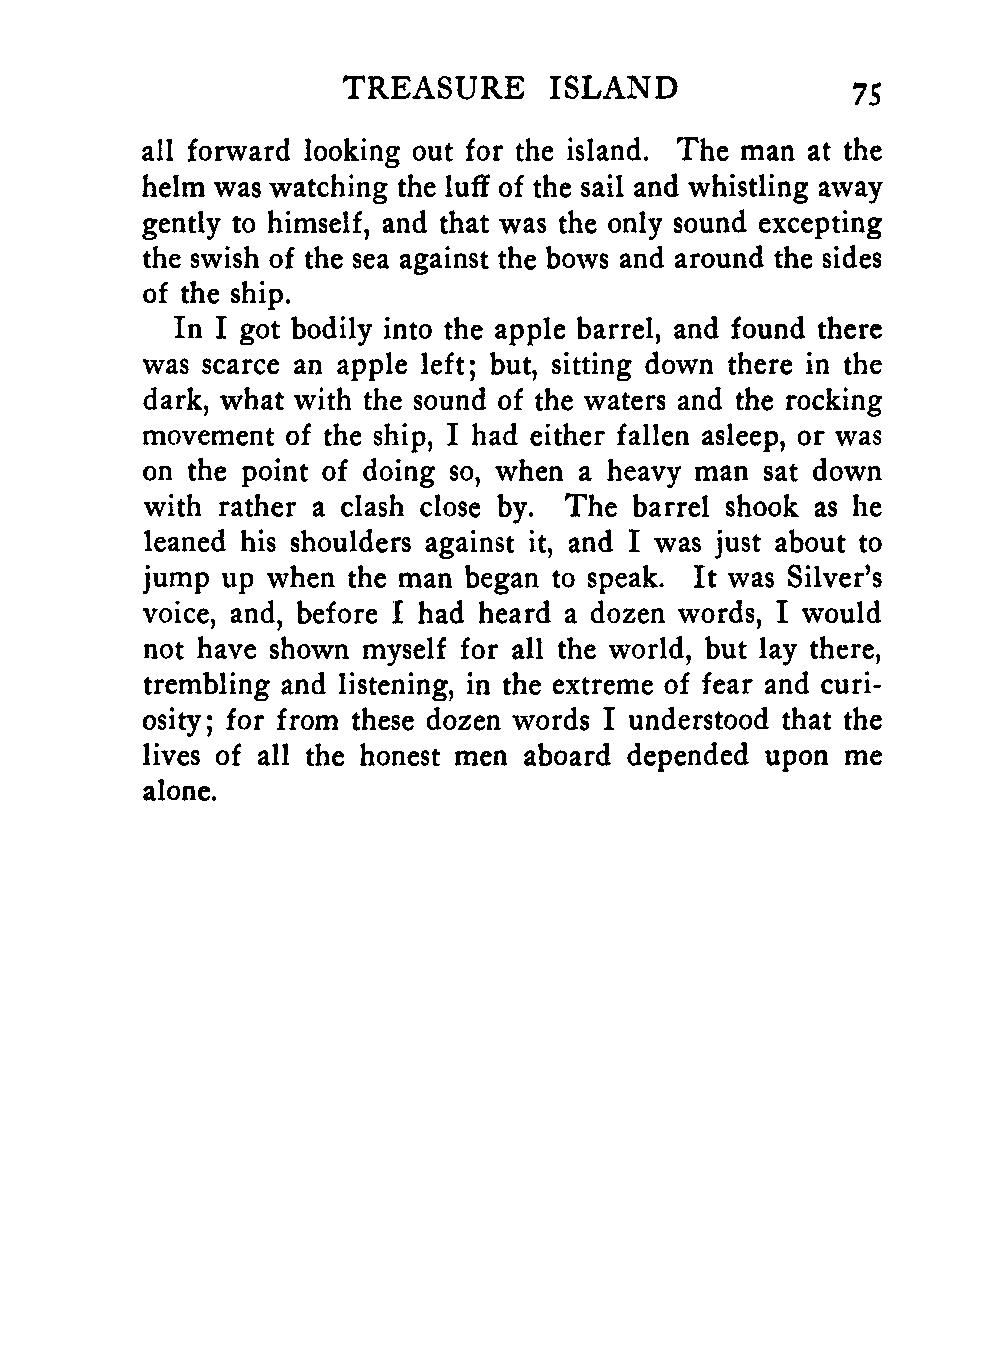 TREASURE ISLAND 75
all forward looking out for the island. The man at the
helm was watching the luff of the sail and whistling away
gently to himself, and that was the only sound excepting
the swish of the sea against the bows and around the sides
of the ship.
In I got bodily into the apple barrel, and found there
was scarce an apple left; but, sitting down there in the
dark, what with the sound of the waters and the rocking
movement of the ship, I had either fallen asleep, or was
on the point of doing so, when a heavy man sat down
with rather a clash close by. The barrel shook as he
leaned his shoulders against it, and I was just about to
jump up when the man began to speak. It was Silver's
voice, and, before I had heard a dozen words, I would
not have shown myself for all the world, but lay there,
trembling and listening, in the extreme of fear and curi-
osity; for from these dozen words I understood that the
lives of all the honest men aboard depended upon me
alone.